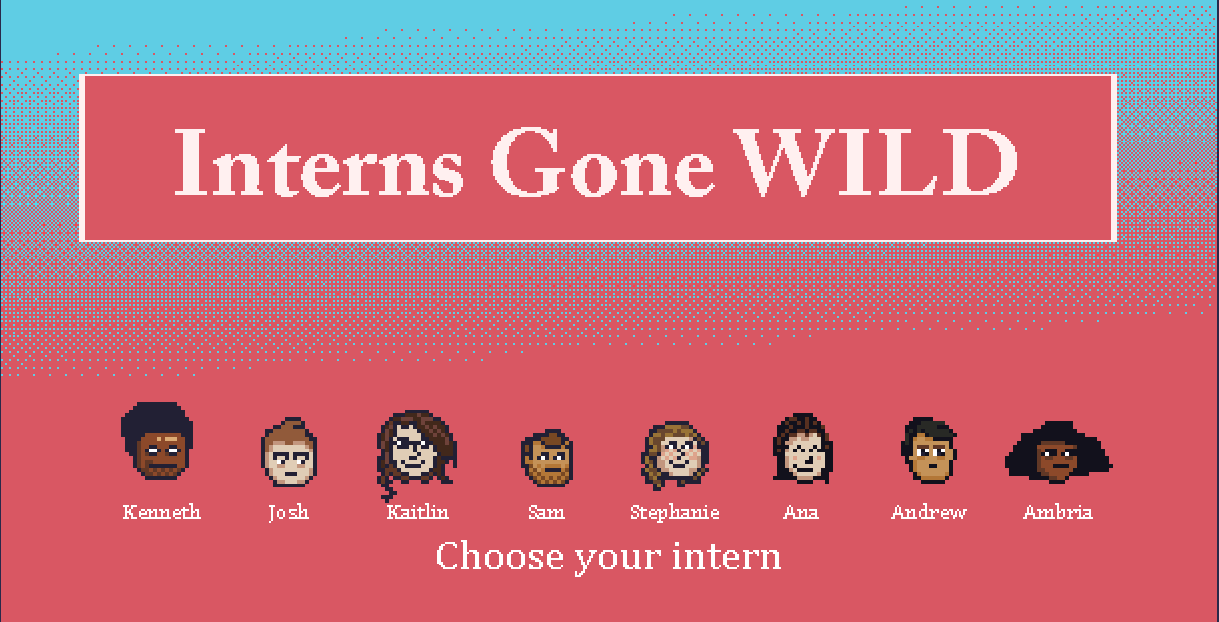 Interns Gone WILD
Kenneth Josh Kaitlin Sam Stephanie Ana Andrew Ambria
Choose your intern